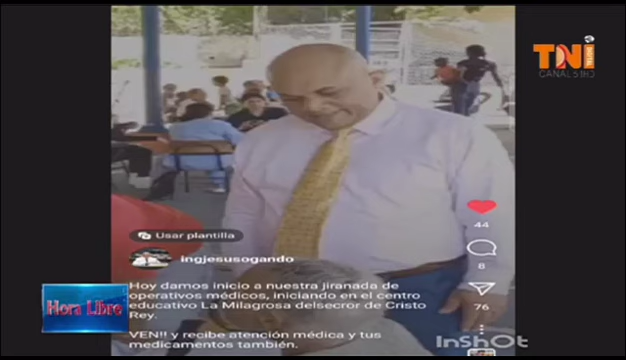 TNI
CANAL 51HD
44
Usar plantilla
8
ingjesusogando
Hoy damos inicio a nuestra jiranada de
operativos médicos, iniciando en el centro
educativo La Milagrosa delsecror de Cristo
Rey.
76
VEN!! y recibe atención médica y tus
medicamentos también.
Hora Libre
InShOt